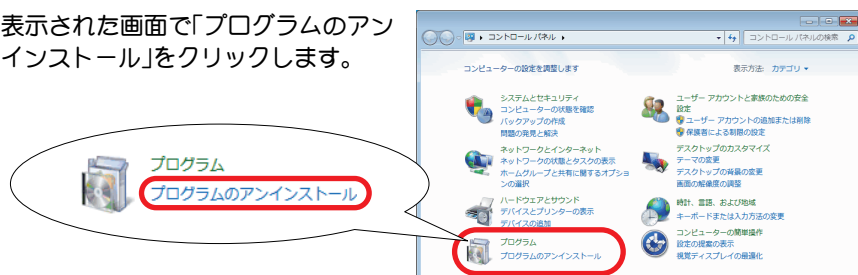 表示された画面で「プログラムのアン
インストール」をクリックします。
プログラム
プログラムのアンインストール
コントロール パネル
コントロール パネルの検索
コンピューターの設定を調整します
表示方法: カテゴリ
システムとセキュリティ
コンピューターの状態を確認
バックアップの作成
問題の発見と解決
ネットワークとインターネット
ネットワークの状態とタスクの表示
ホームグループと共有に関するオプショ
ンの選択
ハードウェアとサウンド
デバイスとプリンターの表示
デバイスの追加
プログラム
プログラムのアンインストール
ユーザー アカウントと家族のための安全
設定
ユーザー アカウントの追加または削除
保護者による制限の設定
デスクトップのカスタマイズ
テーマの変更
デスクトップの背景の変更
画面の解像度の調整
時計、言語、および地域
キーボードまたは入力方法の変更
コンピューターの簡単操作
設定の提案の表示
視覚ディスプレイの最適化